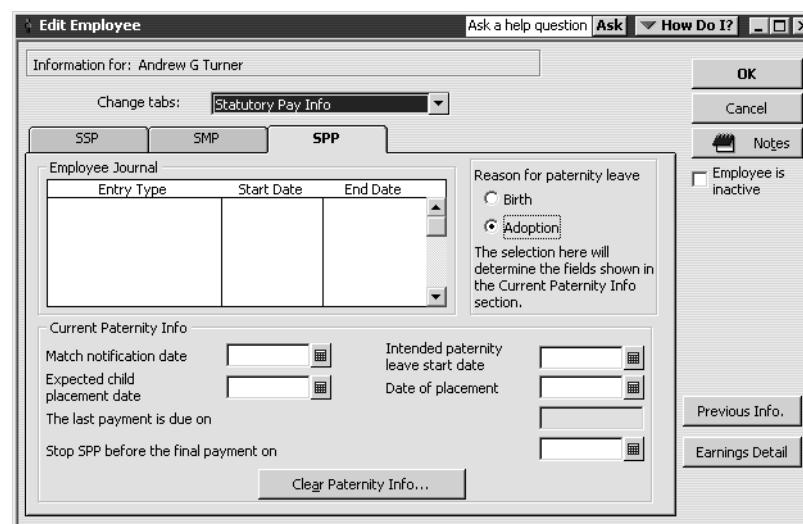 Edit Employee
Ask a help question Ask How Do I?
Information for: Andrew G Turner
Change tabs: Statutory Pay Info
OK
Cancel
Notes
Employee is
inactive
SSP SMP SPP
Employee Journal
Entry Type Start Date End Date
Reason for paternity leave
Birth
Adoption
The selection here will
determine the fields shown in
the Current Paternity Info
section.
Current Paternity Info
Match notification date
Intended paternity
leave start date
Expected child
placement date
Date of placement
The last payment is due on
Stop SPP before the final payment on
Clear Paternity Info...
Previous Info.
Earnings Detail